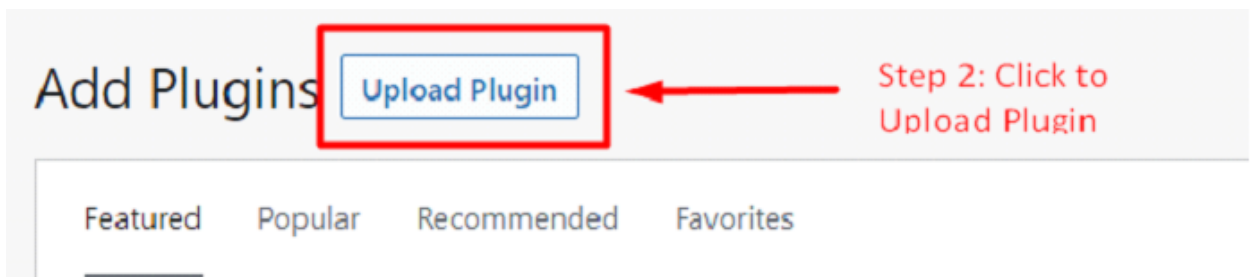 Add Plugins Upload Plugin
Step 2: Click to
Upload Plugin
Featured Popular Recommended Favorites